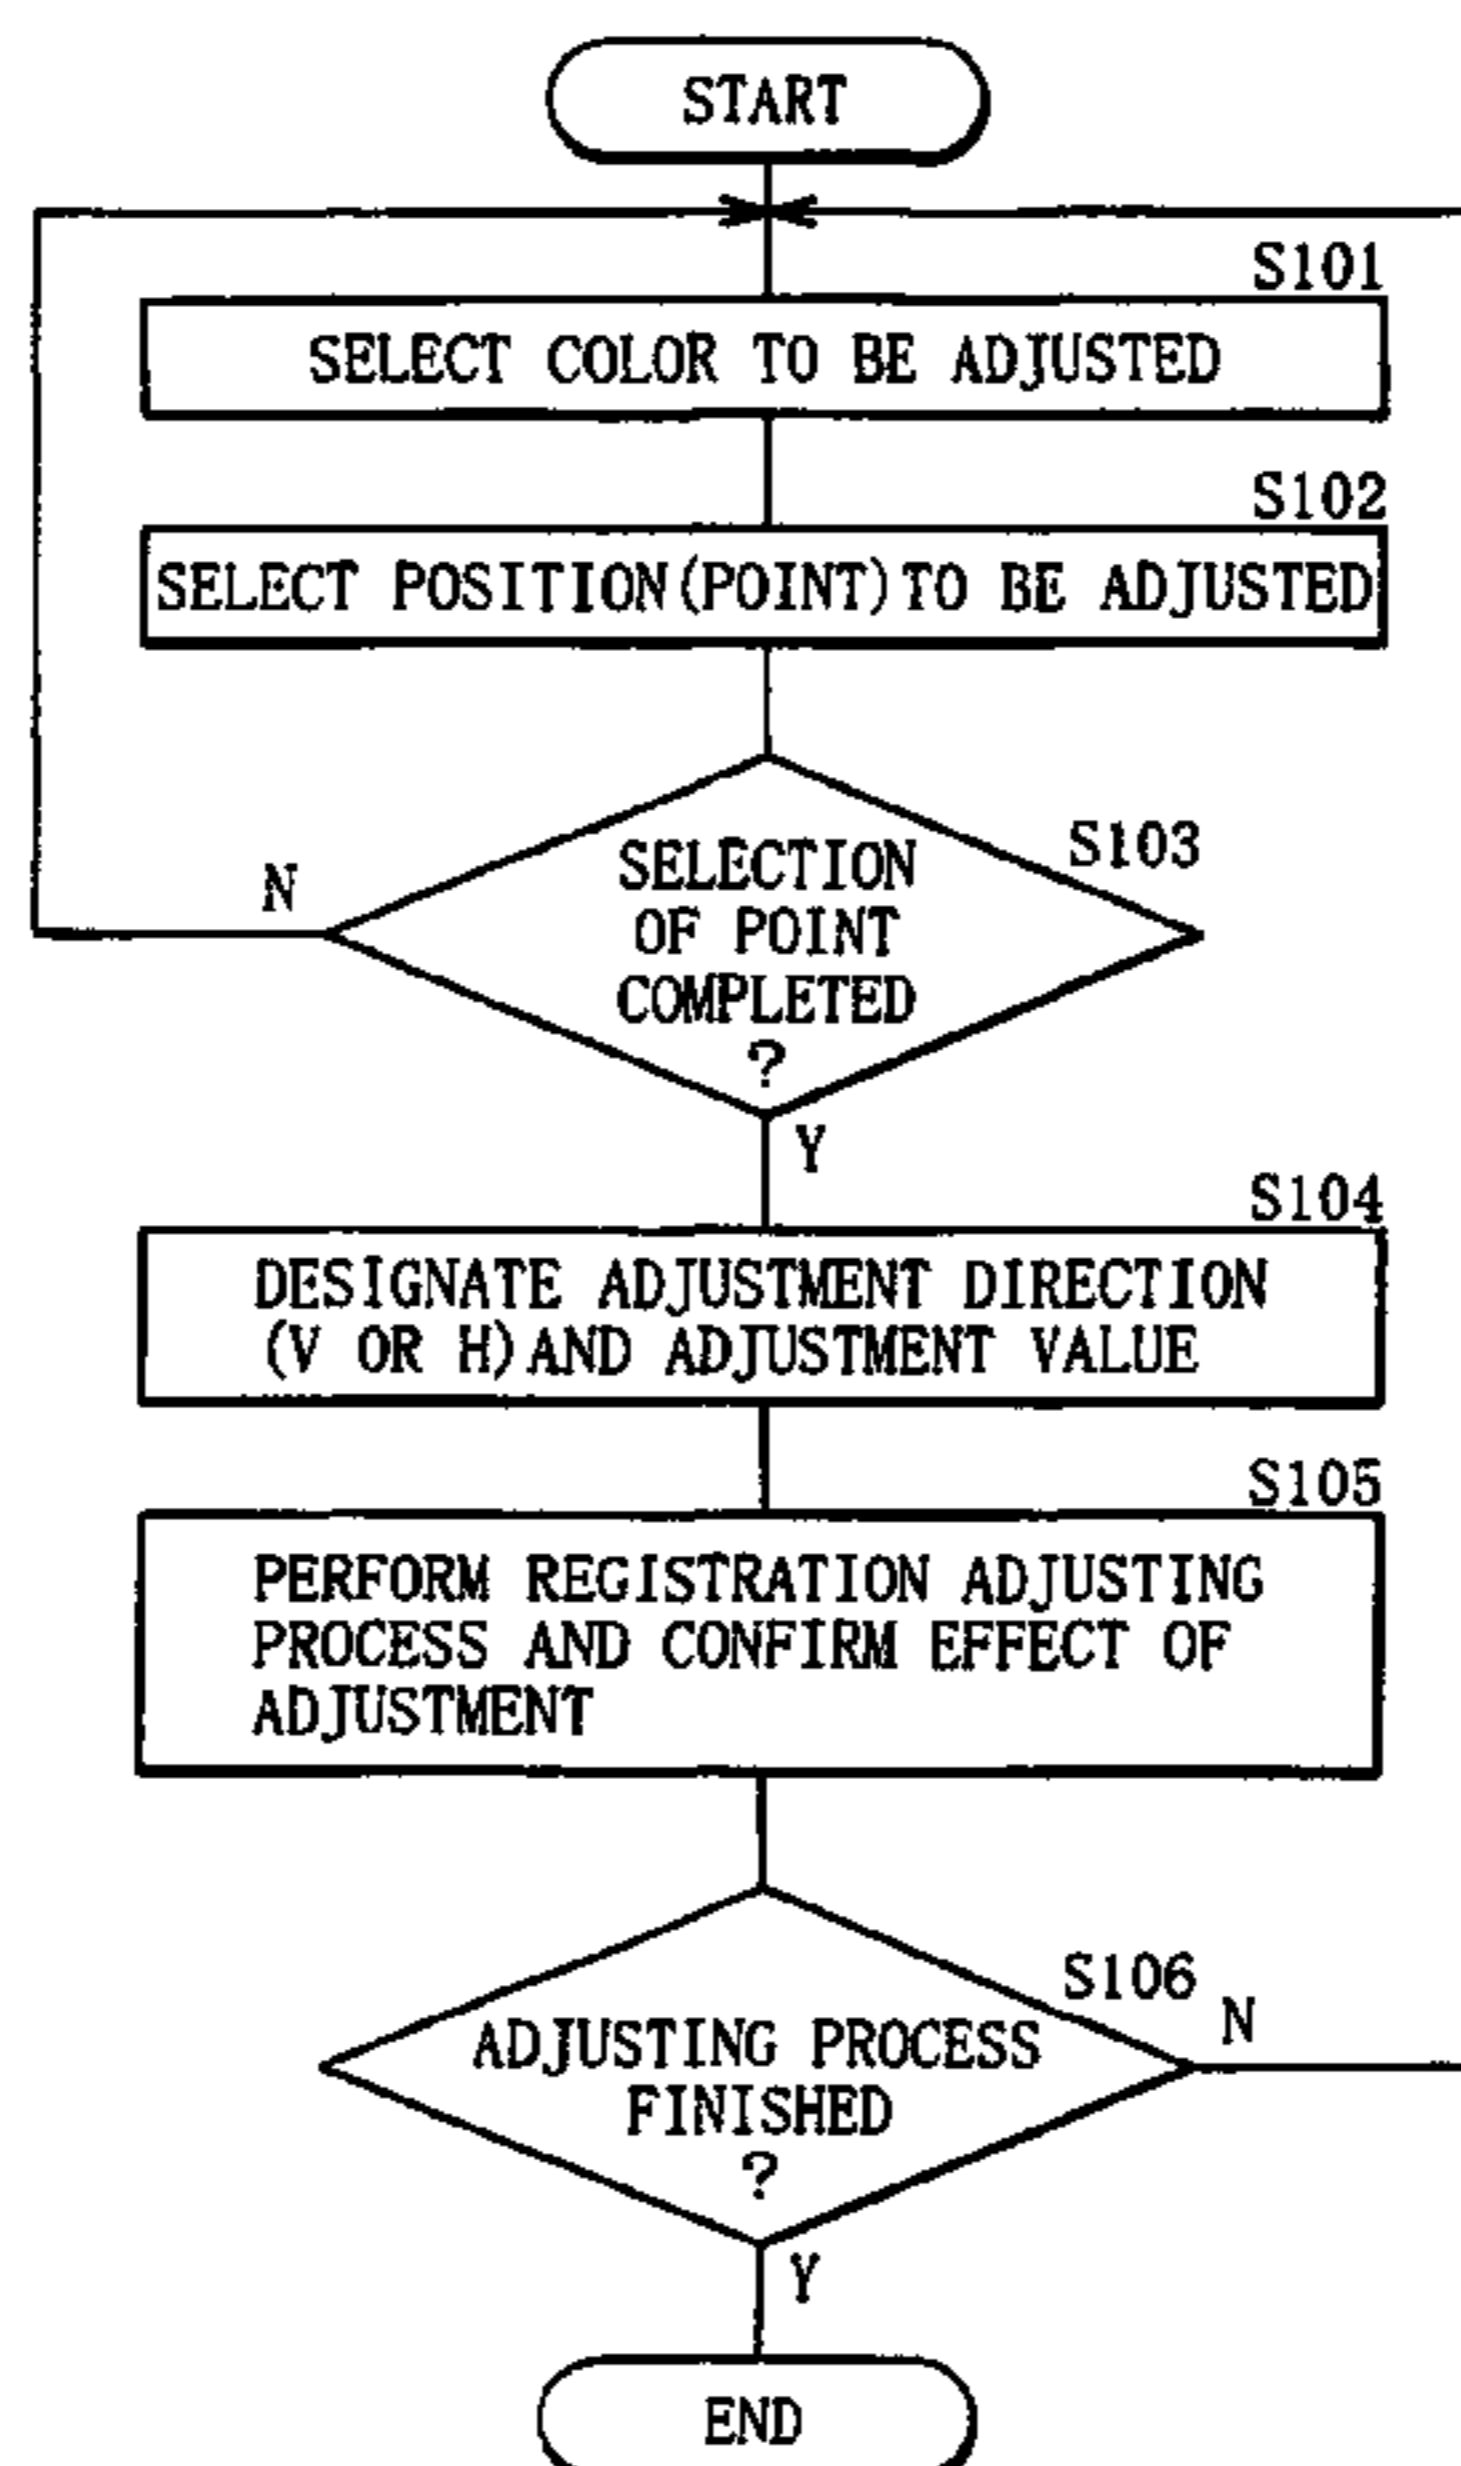 START
S101
SELECT COLOR TO BE ADJUSTED
S102
SELECT POSITION(POINT)TO BE ADJUSTED
S103
SELECTION
OF POINT
COMPLETED
?
N
Y
S104
DESIGNATE ADJUSTMENT DIRECTION
(V OR H)AND ADJUSTMENT VALUE
S105
PERFORM REGISTRATION ADJUSTING
PROCESS AND CONFIRM EFFECT OF
ADJUSTMENT
S106
N
ADJUSTING PROCESS
FINISHED
?
Y
END